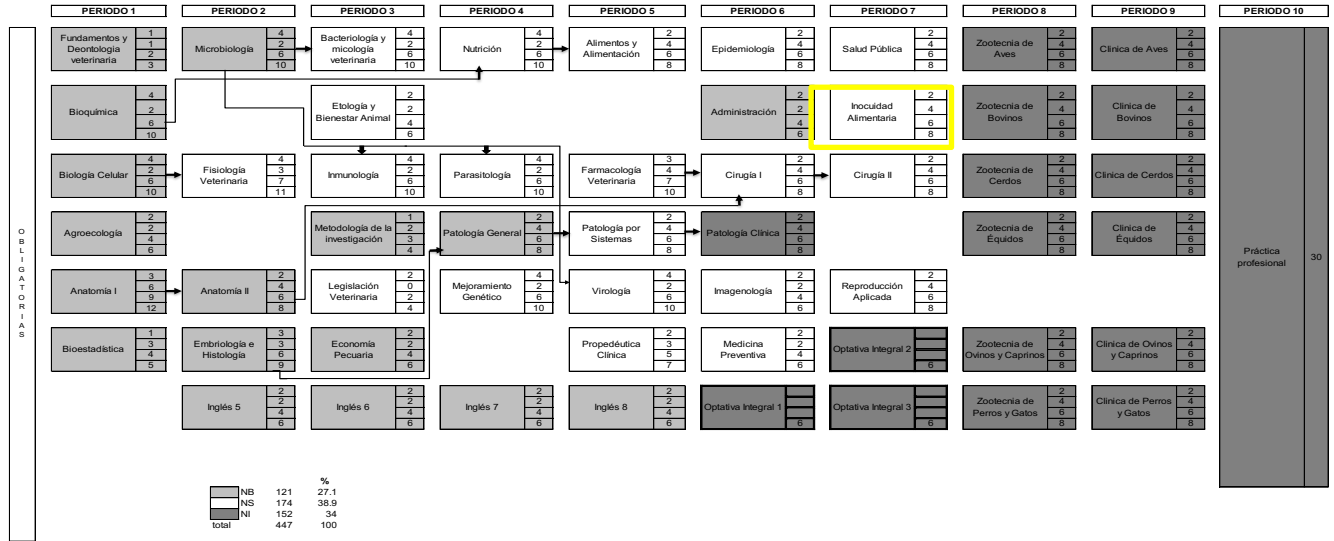 PERIODO 1 PERIODO 2 PERIODO 3 PERIODO 4 PERIODO 5 PERIODO 6 PERIODO 7 PERIODO 8 PERIODO 9 PERIODO 10
OBLIGATORIAS
Fundamentos y Deontologia veterinaria 1 1 2 3
Microbiología 4 2 6 10
Bacteriología y micología veterinaria 4 2 6 10
Nutrición 4 2 6 10
Alimentos y Alimentación 2 4 6 8
Epidemiología 2 4 6 8
Salud Pública 2 4 6 8
Zootecnia de Aves 2 4 6 8
Clinica de Aves 2 4 6 8
Bioquímica 4 2 6 10
Etología y Bienestar Animal 2 2 4 6
Administración 2 2 4 6
Inocuidad Alimentaria 2 4 6 8
Zootecnia de Bovinos 2 4 6 8
Clinica de Bovinos 2 4 6 8
Biología Celular 4 2 6 10
Fisiología Veterinaria 4 3 7 11
Inmunología 4 2 6 10
Parasitología 4 2 6 10
Farmacología Veterinaria 3 4 7 10
Cirugía I 2 4 6 8
Cirugía II 2 4 6 8
Zootecnia de Cerdos 2 4 6 8
Clinica de Cerdos 2 4 6 8
Agroecología 2 2 4 6
Metodología de la investigación 1 2 3 4
Patología General 2 4 6 8
Patología por Sistemas 2 4 6 8
Patología Clínica 2 4 6 8
Zootecnia de Équidos 2 4 6 8
Clinica de Équidos 2 4 6 8
Práctica profesional 30
Anatomía I 3 6 9 12
Anatomía II 2 4 6 8
Legislación Veterinaria 2 0 2 4
Mejoramiento Genético 4 2 6 10
Virología 4 2 6 10
Imagenología 2 2 4 6
Reproducción Aplicada 2 4 6 8
Bioestadística 1 3 4 5
Embriología e Histología 3 3 6 9
Economía Pecuaria 2 2 4 6
Propedéutica Clínica 2 3 5 7
Medicina Preventiva 2 2 4 6
Optativa Integral 2 6
Zootecnia de Ovinos y Caprinos 2 4 6 8
Clinica de Ovinos y Caprinos 2 4 6 8
Inglés 5 2 2 4 6
Inglés 6 2 2 4 6
Inglés 7 2 2 4 6
Inglés 8 2 2 4 6
Optativa Integral 1 6
Optativa Integral 3 6
Zootecnia de Perros y Gatos 2 4 6 8
Clinica de Perros y Gatos 2 4 6 8
%
NB 121 27.1
NS 174 38.9
NI 152 34
total 447 100